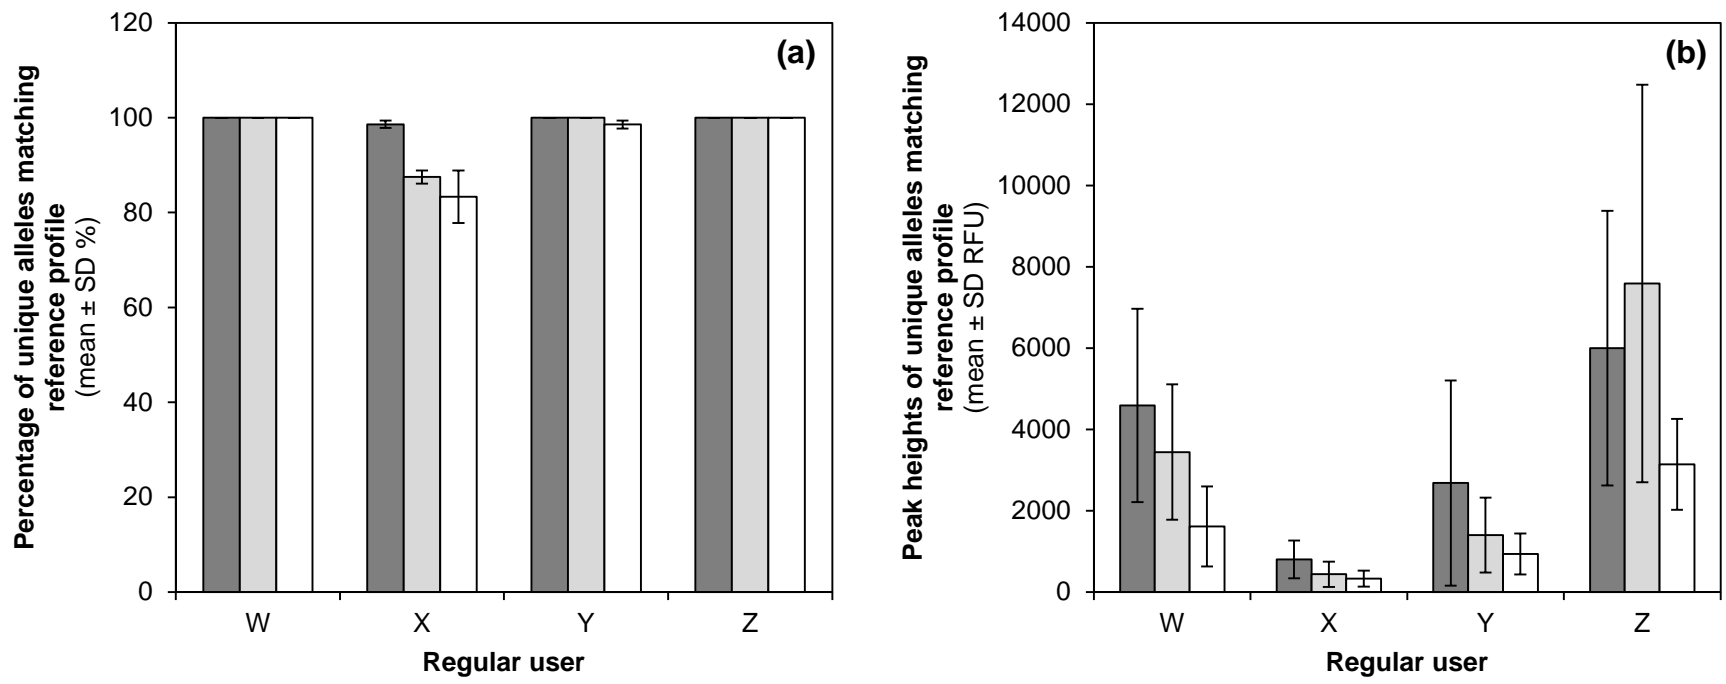 (a)
Percentage of unique alleles matching
reference profile
(mean ± SD %)
120
100
80
60
40
20
0
W X Y Z
Regular user
(b)
Peak heights of unique alleles matching
reference profile
(mean ± SD RFU)
14000
12000
10000
8000
6000
4000
2000
0
W X Y Z
Regular user